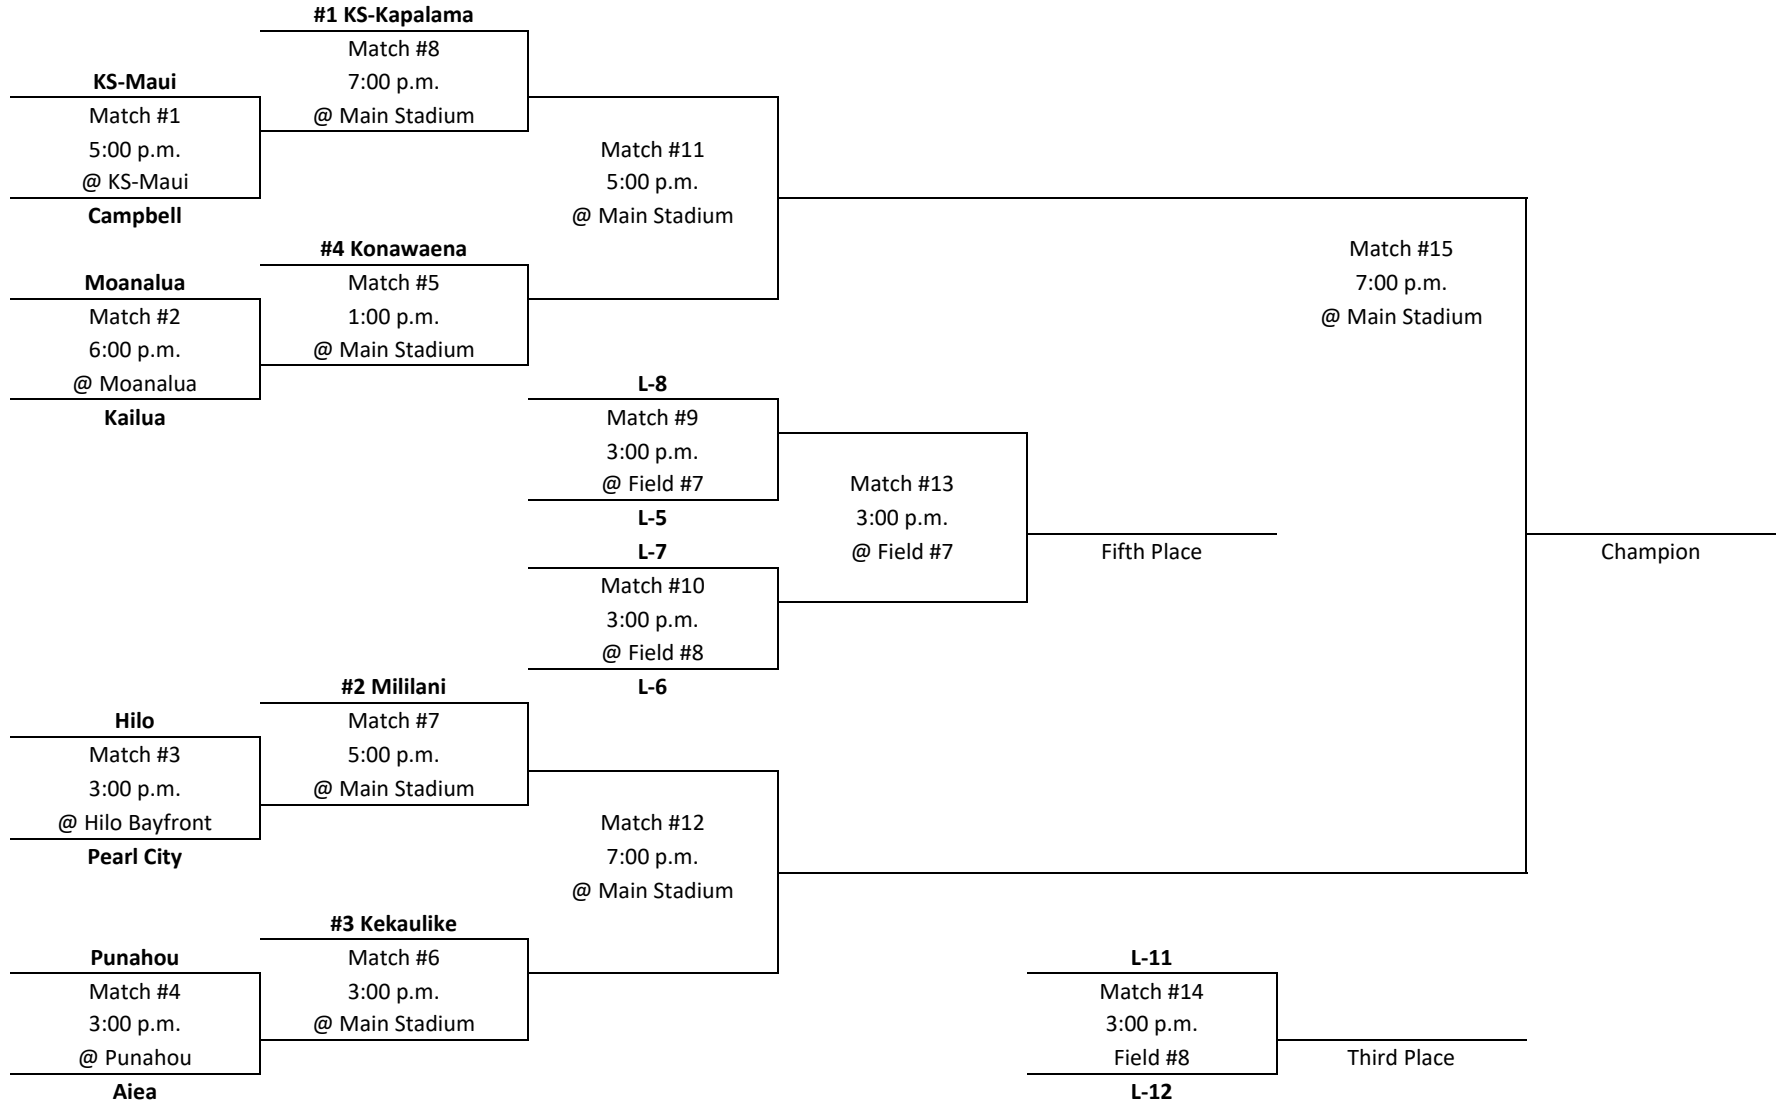 #1 KS-Kapalama
Match #8
7:00 p.m.
@ Main Stadium
KS-Maui
Match #1
5:00 p.m.
@ KS-Maui
Campbell
Match #11
5:00 p.m.
@ Main Stadium
#4 Konawaena
Match #5
1:00 p.m.
@ Main Stadium
Moanalua
Match #2
6:00 p.m.
@ Moanalua
Kailua
Match #15
7:00 p.m.
@ Main Stadium
L-8
Match #9
3:00 p.m.
@ Field #7
L-5
Match #13
3:00 p.m.
@ Field #7
L-7
Match #10
3:00 p.m.
@ Field #8
L-6
Fifth Place
Champion
#2 Mililani
Match #7
5:00 p.m.
@ Main Stadium
Hilo
Match #3
3:00 p.m.
@ Hilo Bayfront
Pearl City
Match #12
7:00 p.m.
@ Main Stadium
#3 Kekaulike
Match #6
3:00 p.m.
@ Main Stadium
Punahou
Match #4
3:00 p.m.
@ Punahou
Aiea
L-11
Match #14
3:00 p.m.
Field #8
L-12
Third Place